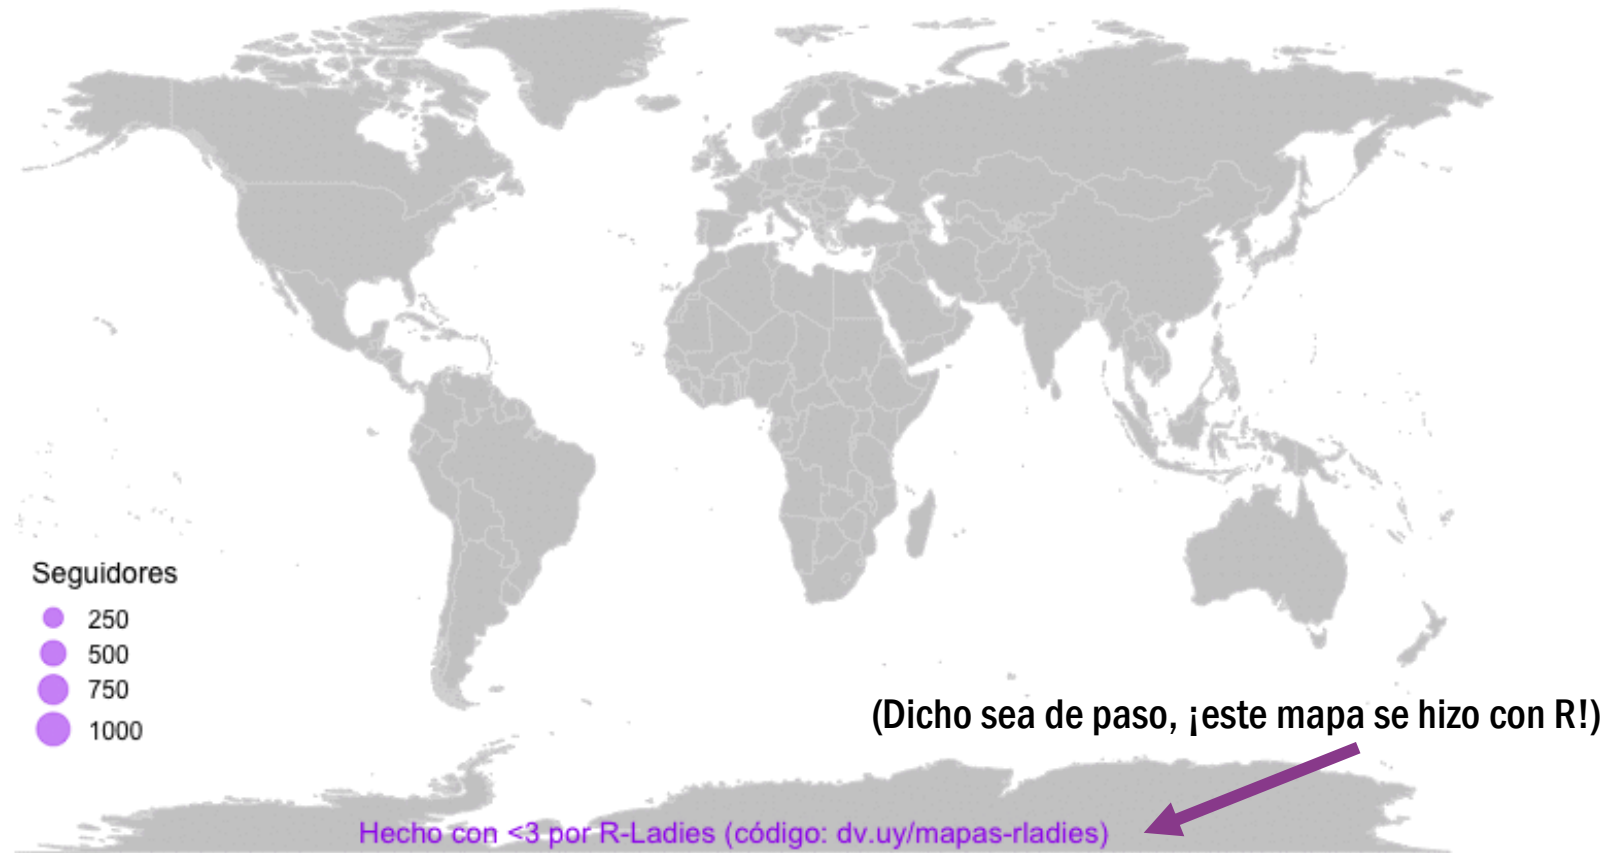 Seguidores
250
500
750
1000
(Dicho sea de paso, ¡este mapa se hizo con R!)
Hecho con <3 por R-Ladies (código: dv.uy/mapas-rladies)